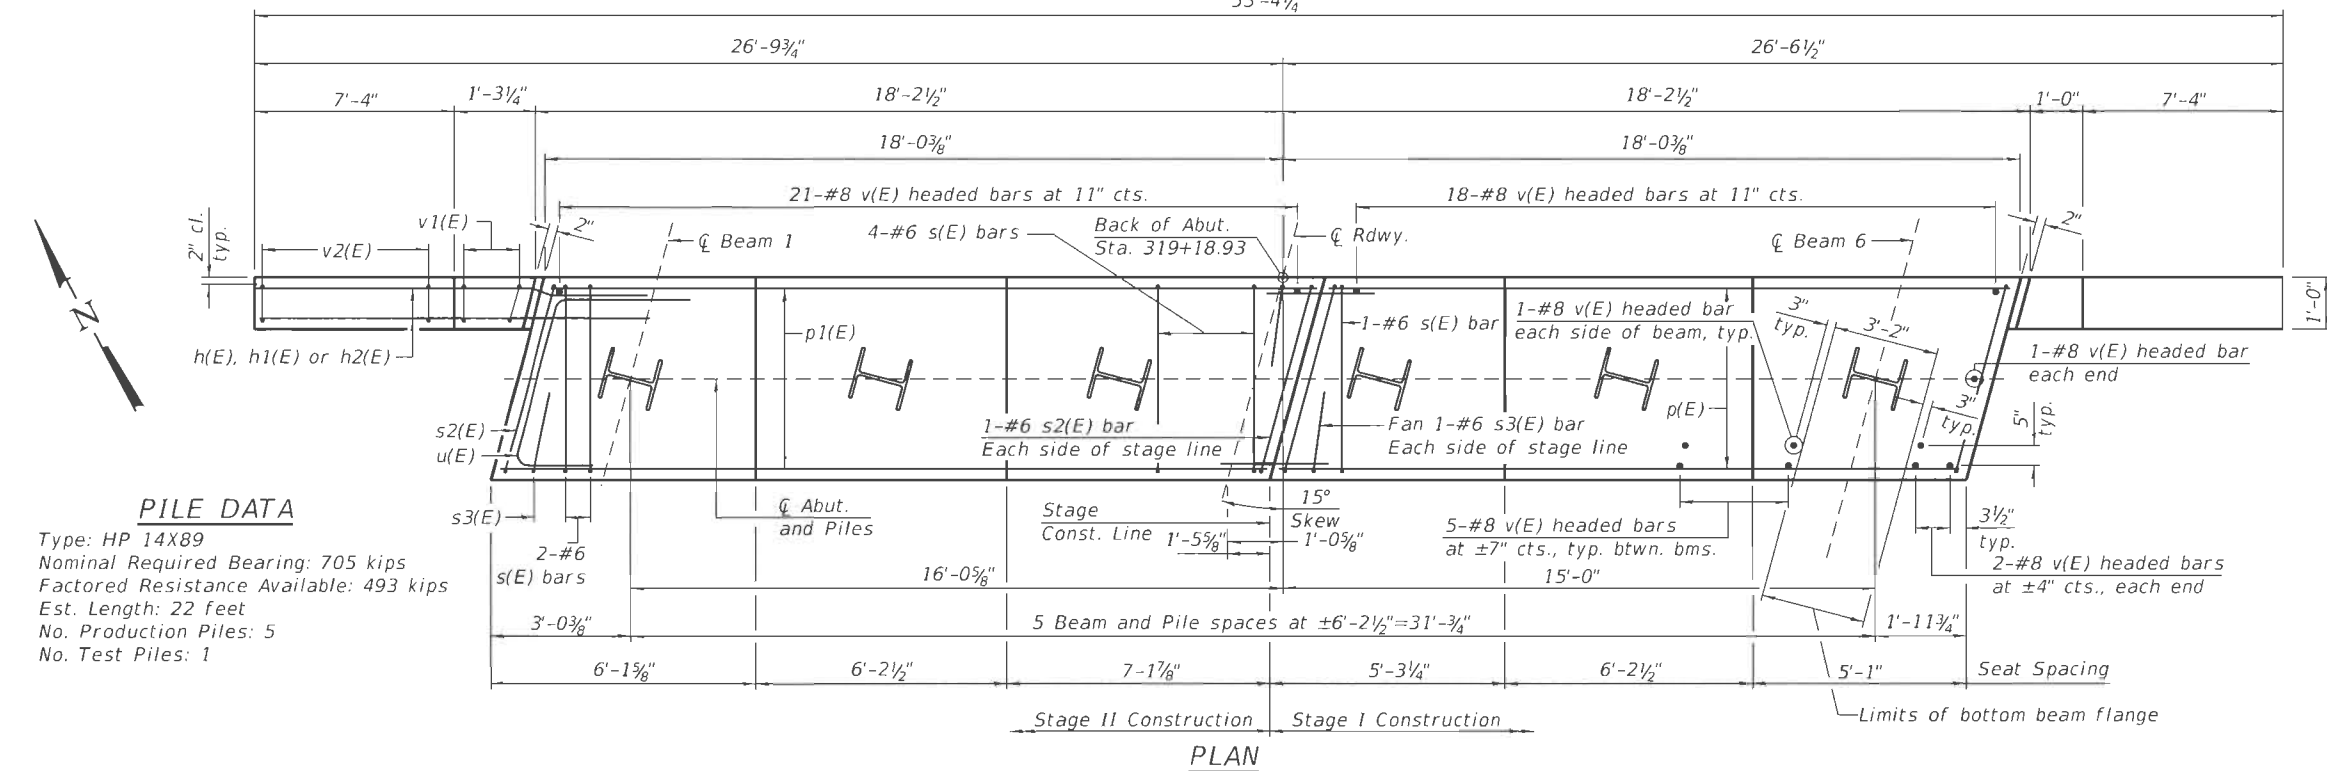 26'-9¾"
26'-6½"
7'-4"
1'-3¼"
18'-2½"
18'-2½"
1'-0"
7'-4"
18'-0⅜"
18'-0⅜"
21-#8 v(E) headed bars at 11" cts.
18-#8 v(E) headed bars at 11" cts.
2" cl.
typ.
v2(E)
v1(E)
2"
℄ Beam 1
4-#6 s(E) bars
Back of Abut.
Sta. 319+18.93
℄ Rdwy.
℄ Beam 6
2"
N
h(E), h1(E) or h2(E)
p1(E)
1-#6 s(E) bar
1-#8 v(E) headed bar
each side of beam, typ.
3"
typ.
3'-2"
1'-0"
1-#8 v(E) headed bar
each end
s2(E)
u(E)
1-#6 s2(E) bar
Each side of stage line
Fan 1-#6 s3(E) bar
Each side of stage line
p(E)
3"
typ.
5"
typ.
s3(E)
2-#6
s(E) bars
℄ Abut.
and Piles
Stage
Const. Line
15°
Skew
1'-5⅝"
1'-0⅝"
5-#8 v(E) headed bars
at ±7" cts., typ. btwn. bms.
3½"
typ.
2-#8 v(E) headed bars
at ±4" cts., each end
PILE DATA
Type: HP 14X89
Nominal Required Bearing: 705 kips
Factored Resistance Available: 493 kips
Est. Length: 22 feet
No. Production Piles: 5
No. Test Piles: 1
16'-0⅝"
15'-0"
3'-0⅜"
5 Beam and Pile spaces at ±6'-2½"=31'-¾"
1'-11¾"
6'-1⅝"
6'-2½"
7'-1⅞"
5'-3¼"
6'-2½"
5'-1"
Seat Spacing
Limits of bottom beam flange
Stage II Construction
Stage I Construction
PLAN